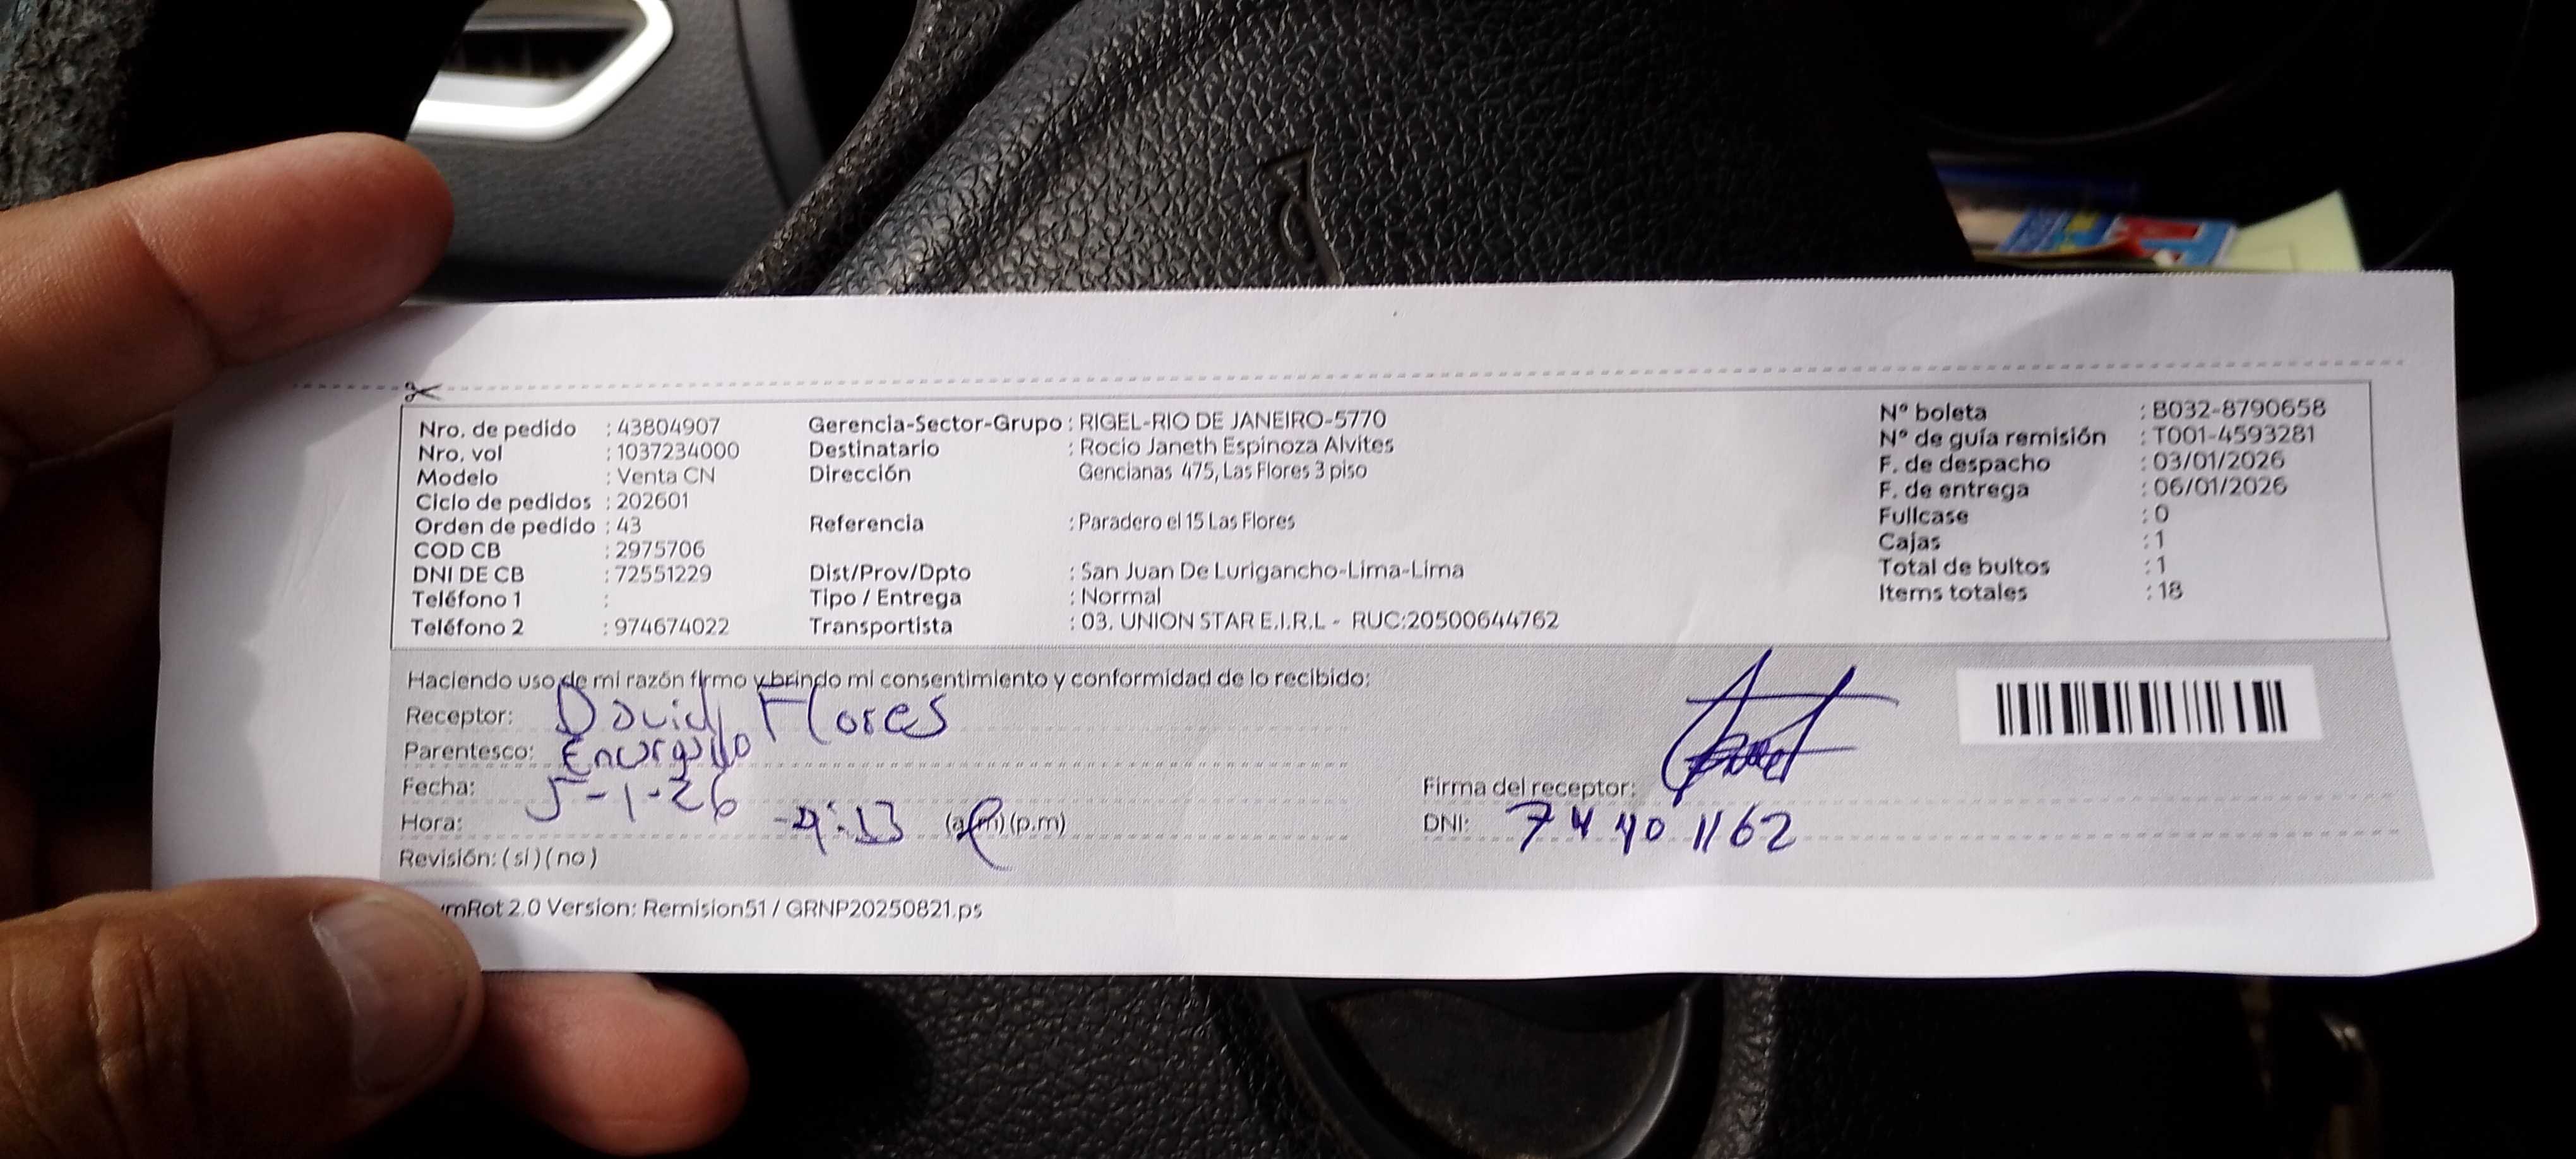 Nro. de pedido : 43804907 Gerencia-Sector-Grupo : RIGEL-RIO DE JANEIRO-5770 N° boleta : B032-8790658
Nro. vol : 1037234000 Destinatario : Rocio Janeth Espinoza Alvites N° de guía remisión : T001-4593281
Modelo : Venta CN Dirección Gencianas 475, Las Flores 3 piso F. de despacho : 03/01/2026
Ciclo de pedidos : 202601 F. de entrega : 06/01/2026
Orden de pedido : 43 Referencia : Paradero el 15 Las Flores Fullcase : 0
COD CB : 2975706 Cajas : 1
DNI DE CB : 72551229 Dist/Prov/Dpto : San Juan De Lurigancho-Lima-Lima Total de bultos : 1
Teléfono 1 : Tipo / Entrega : Normal Items totales : 18
Teléfono 2 : 974674022 Transportista : 03. UNION STAR E.I.R.L - RUC:20500644762
Haciendo uso de mi razón firmo y brindo mi consentimiento y conformidad de lo recibido:
Receptor: David Flores
Parentesco: Encargado
Fecha: 5-1-26 Firma del receptor:
Hora: (a.m) (p.m) DNI: 74401162
Revisión: (si) (no)
mRot 2.0 Version: Remision51 / GRNP20250821.ps